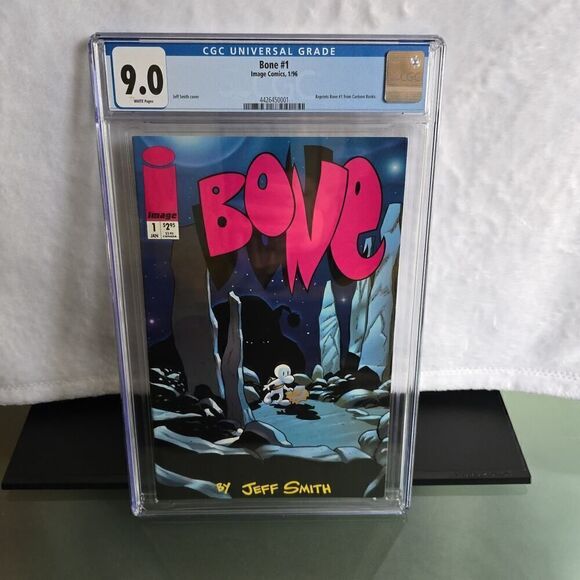 CGC UNIVERSAL GRADE
9.0
WHITE Pages
Bone #1
Image Comics, 1/96
Jeff Smith cover
Reprints Bone #1 from Cartoon Books.
4426450001
CGC
image
1
JAN
$2.95
BONE
BY JEFF SMITH